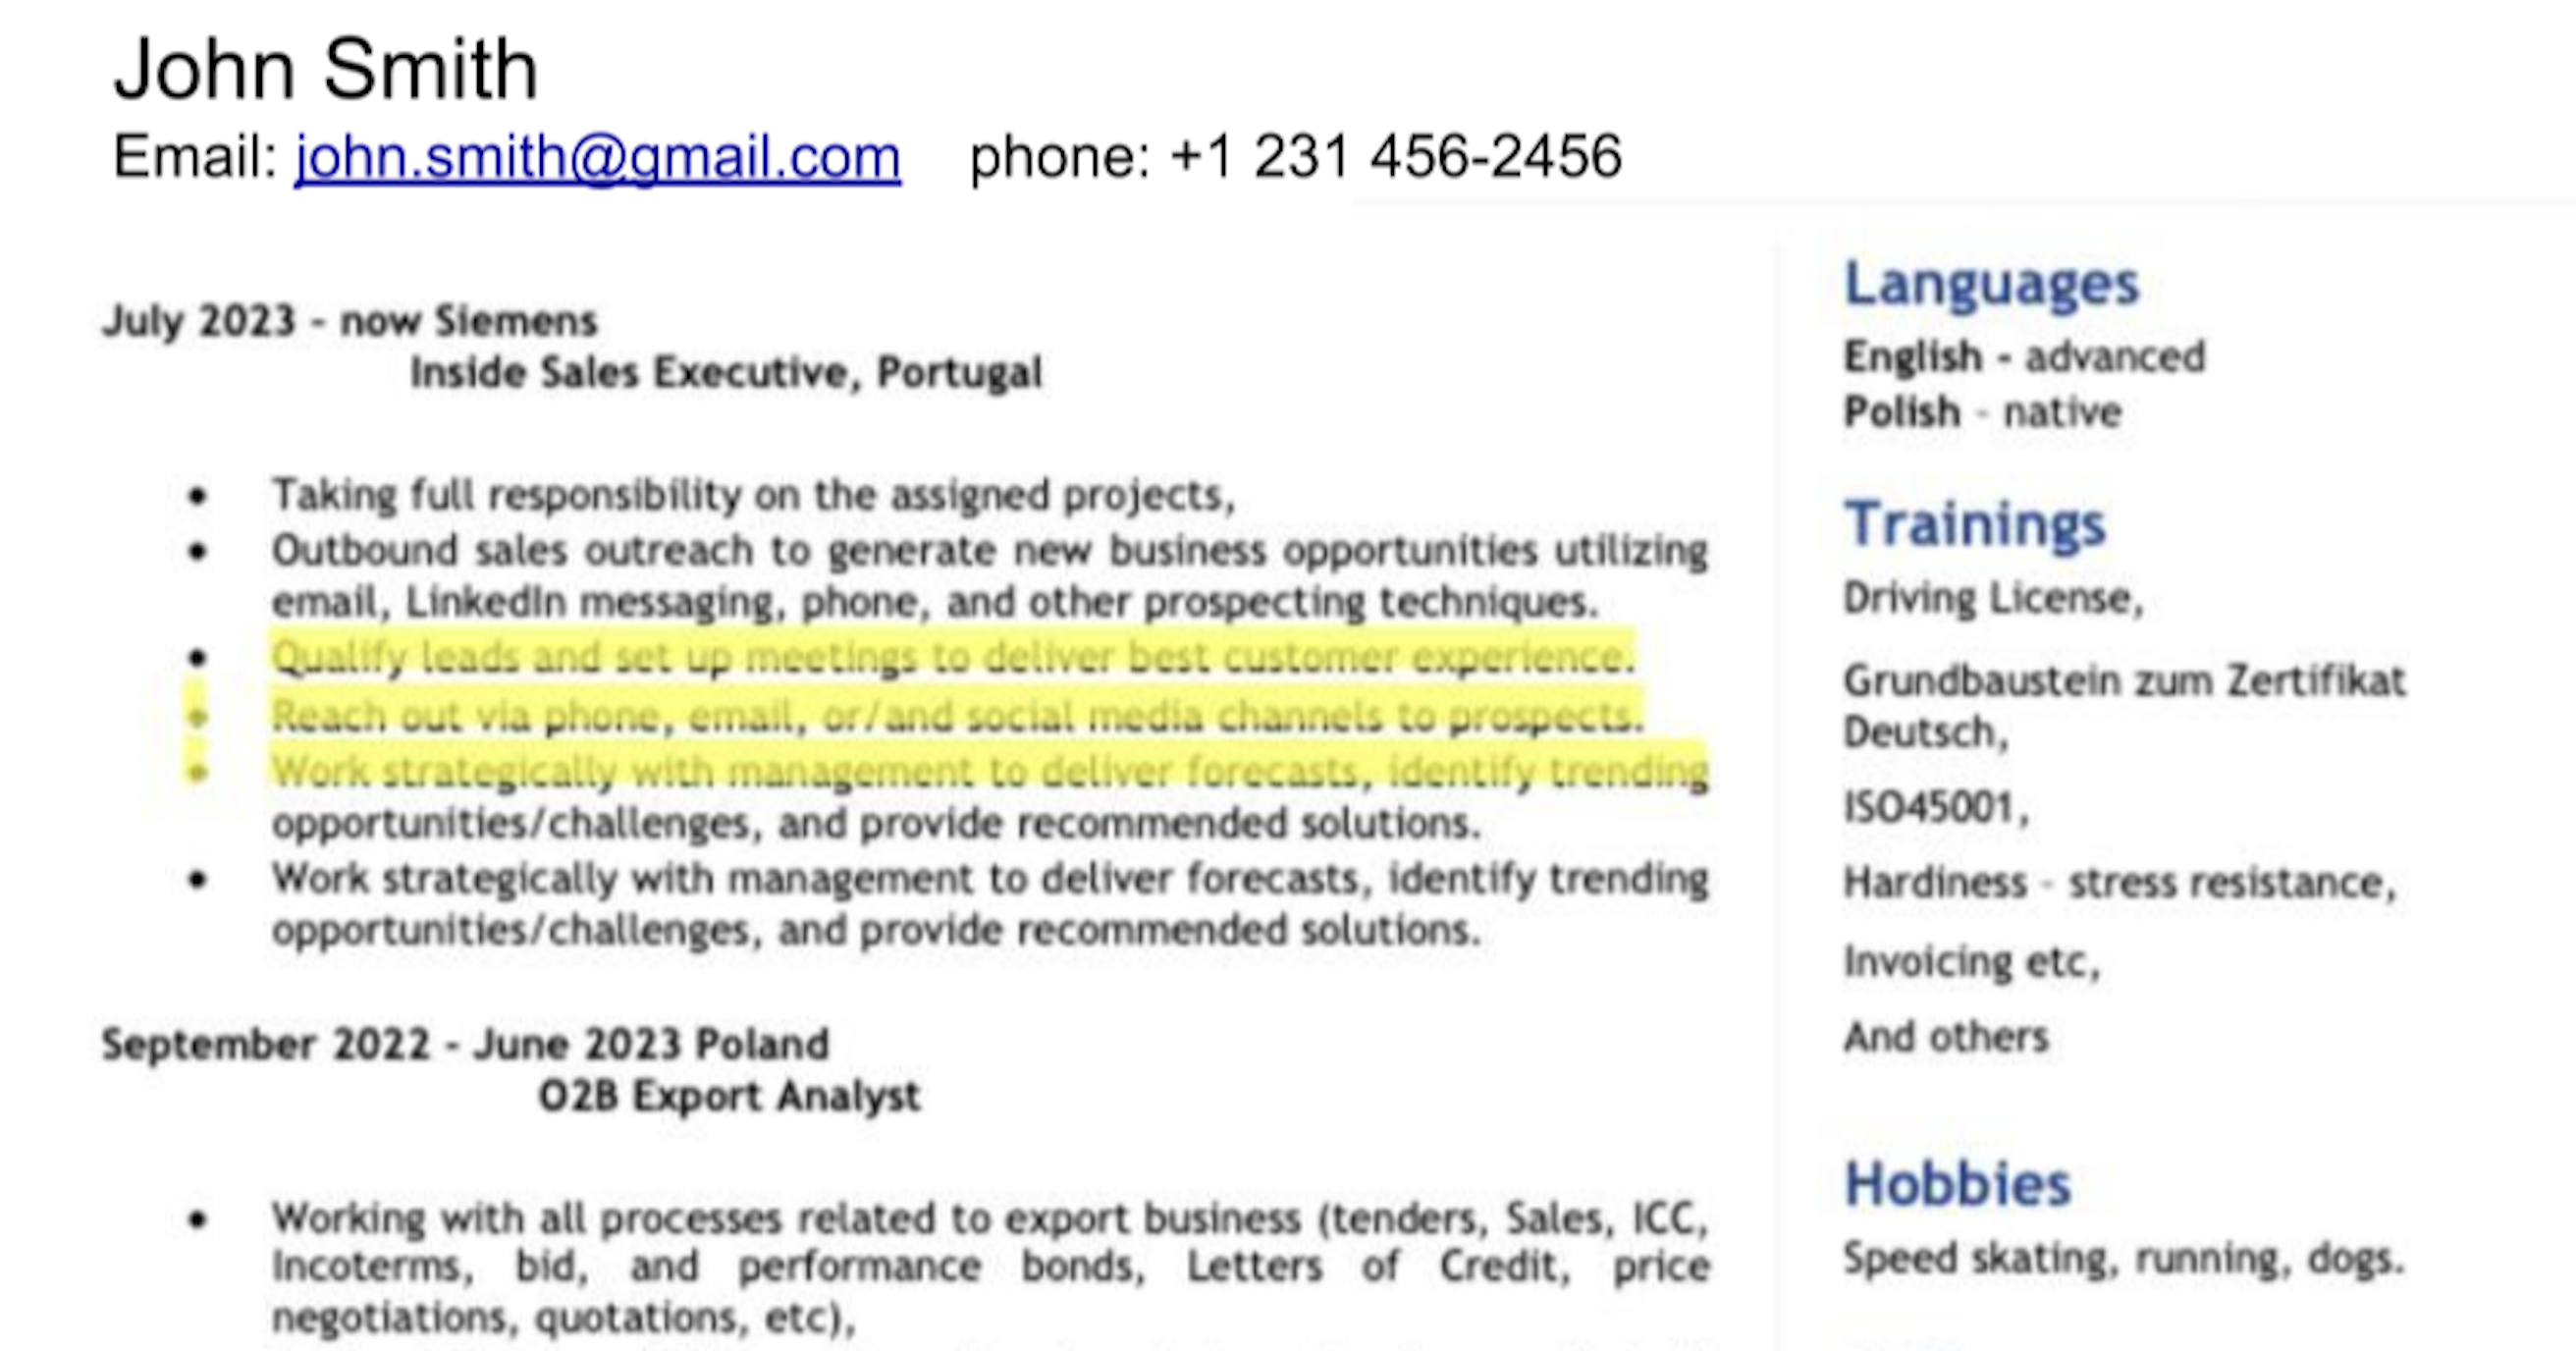 John Smith
Email: john.smith@gmail.com phone: +1 231 456-2456
July 2023 - now Siemens
Inside Sales Executive, Portugal
• Taking full responsibility on the assigned projects,
• Outbound sales outreach to generate new business opportunities utilizing
email, LinkedIn messaging, phone, and other prospecting techniques.
• Qualify leads and set up meetings to deliver best customer experience.
• Reach out via phone, email, or/and social media channels to prospects.
• Work strategically with management to deliver forecasts, identify trending
opportunities/challenges, and provide recommended solutions.
• Work strategically with management to deliver forecasts, identify trending
opportunities/challenges, and provide recommended solutions.
September 2022 - June 2023 Poland
O2B Export Analyst
• Working with all processes related to export business (tenders, Sales, ICC,
Incoterms, bid, and performance bonds, Letters of Credit, price
negotiations, quotations, etc),
Languages
English - advanced
Polish - native
Trainings
Driving License,
Grundbaustein zum Zertifikat
Deutsch,
ISO45001,
Hardiness - stress resistance,
Invoicing etc,
And others
Hobbies
Speed skating, running, dogs.